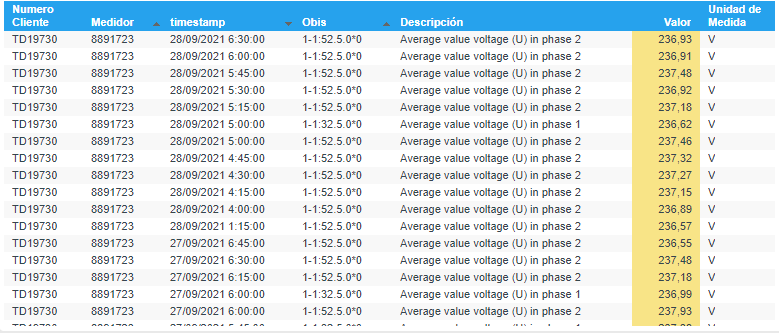 Numero Cliente Medidor timestamp Obis Descripción Valor Unidad de Medida
TD19730 8891723 28/09/2021 6:30:00 1-1:52.5.0*0 Average value voltage (U) in phase 2 236,93 V
TD19730 8891723 28/09/2021 6:00:00 1-1:52.5.0*0 Average value voltage (U) in phase 2 236,91 V
TD19730 8891723 28/09/2021 5:45:00 1-1:52.5.0*0 Average value voltage (U) in phase 2 237,48 V
TD19730 8891723 28/09/2021 5:30:00 1-1:52.5.0*0 Average value voltage (U) in phase 2 236,92 V
TD19730 8891723 28/09/2021 5:15:00 1-1:52.5.0*0 Average value voltage (U) in phase 2 237,18 V
TD19730 8891723 28/09/2021 5:00:00 1-1:32.5.0*0 Average value voltage (U) in phase 1 236,62 V
TD19730 8891723 28/09/2021 5:00:00 1-1:52.5.0*0 Average value voltage (U) in phase 2 237,46 V
TD19730 8891723 28/09/2021 4:45:00 1-1:52.5.0*0 Average value voltage (U) in phase 2 237,32 V
TD19730 8891723 28/09/2021 4:30:00 1-1:52.5.0*0 Average value voltage (U) in phase 2 237,27 V
TD19730 8891723 28/09/2021 4:15:00 1-1:52.5.0*0 Average value voltage (U) in phase 2 237,15 V
TD19730 8891723 28/09/2021 4:00:00 1-1:52.5.0*0 Average value voltage (U) in phase 2 236,89 V
TD19730 8891723 28/09/2021 1:15:00 1-1:52.5.0*0 Average value voltage (U) in phase 2 236,57 V
TD19730 8891723 27/09/2021 6:45:00 1-1:52.5.0*0 Average value voltage (U) in phase 2 236,55 V
TD19730 8891723 27/09/2021 6:30:00 1-1:52.5.0*0 Average value voltage (U) in phase 2 237,48 V
TD19730 8891723 27/09/2021 6:15:00 1-1:52.5.0*0 Average value voltage (U) in phase 2 237,18 V
TD19730 8891723 27/09/2021 6:00:00 1-1:32.5.0*0 Average value voltage (U) in phase 1 236,99 V
TD19730 8891723 27/09/2021 6:00:00 1-1:52.5.0*0 Average value voltage (U) in phase 2 237,93 V
TD19730 8891723 27/09/2021 Average value voltage (U) in phase V